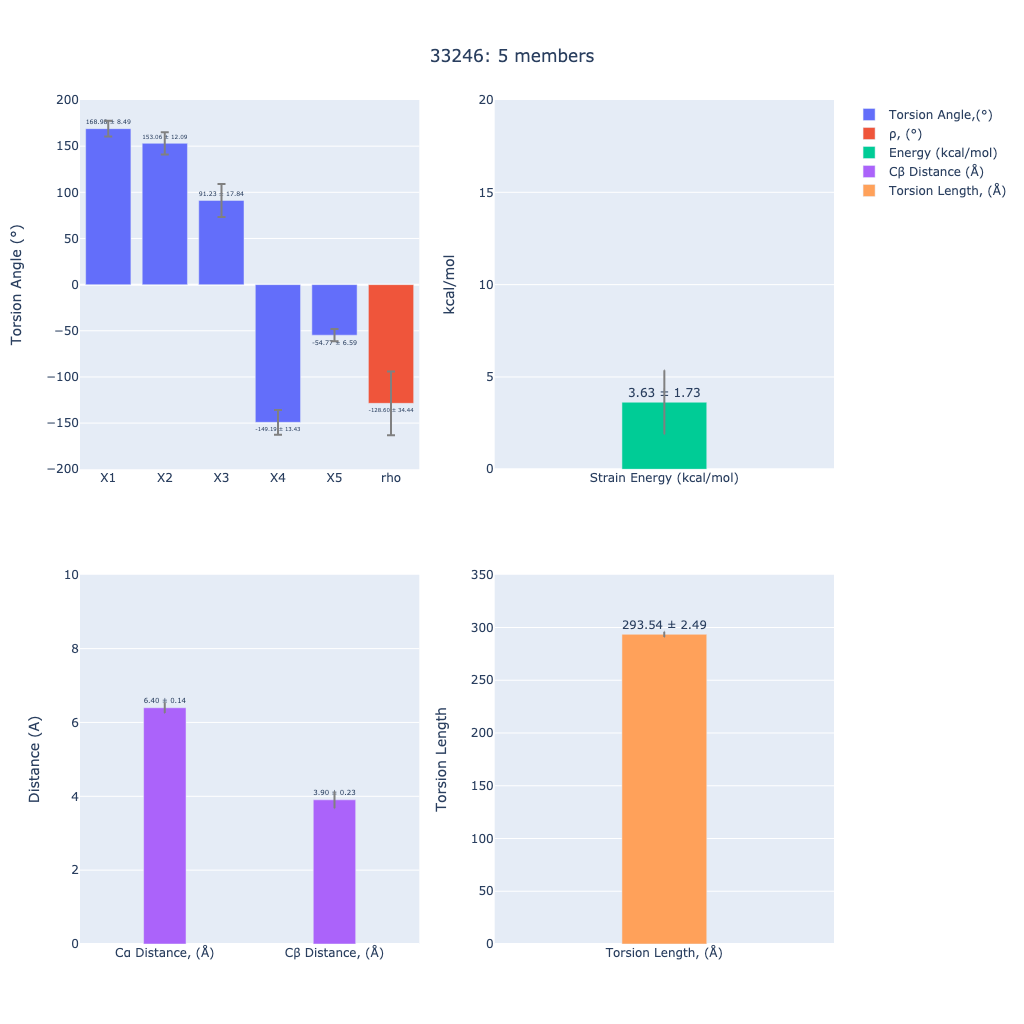 33246: 5 members
Torsion Angle (°)
200
150
100
50
0
−50
−100
−150
−200
168.98 ± 8.49
153.06 ± 12.09
91.23 ± 17.84
-149.19 ± 13.43
-54.77 ± 6.59
-128.60 ± 34.44
X1 X2 X3 X4 X5 rho
kcal/mol
20
15
10
5
0
3.63 ± 1.73
Strain Energy (kcal/mol)
Torsion Angle,(°)
ρ, (°)
Energy (kcal/mol)
Cβ Distance (Å)
Torsion Length, (Å)
Distance (A)
10
8
6
4
2
0
6.40 ± 0.14
3.90 ± 0.23
Cα Distance, (Å) Cβ Distance, (Å)
Torsion Length
350
300
250
200
150
100
50
0
293.54 ± 2.49
Torsion Length, (Å)